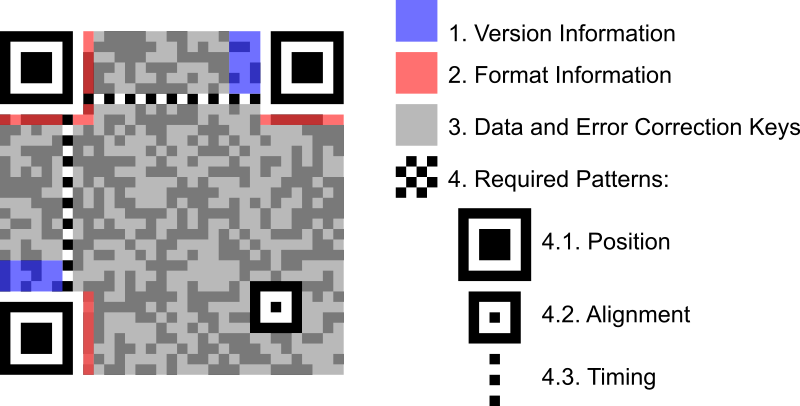 1. Version Information
2. Format Information
3. Data and Error Correction Keys
4. Required Patterns:
4.1. Position
4.2. Alignment
4.3. Timing